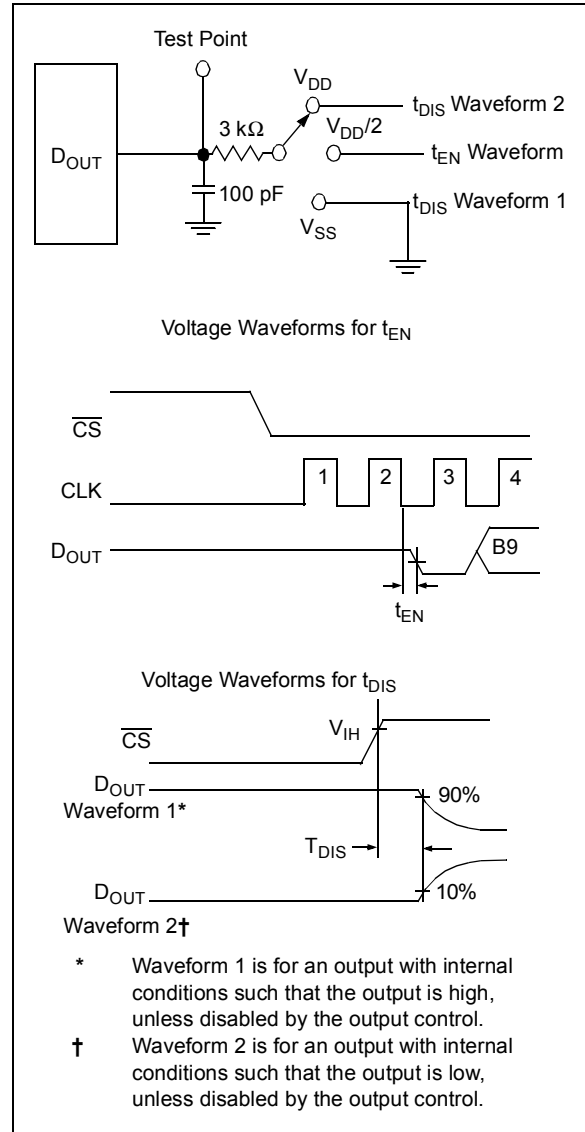 Test Point
V_DD
t_DIS Waveform 2
3 kΩ
V_DD/2
D_OUT
t_EN Waveform
100 pF
t_DIS Waveform 1
V_SS
Voltage Waveforms for t_EN
C̅S̅
CLK
1 2 3 4
D_OUT
B9
t_EN
Voltage Waveforms for t_DIS
V_IH
C̅S̅
D_OUT
Waveform 1*
90%
T_DIS
D_OUT
10%
Waveform 2†
* Waveform 1 is for an output with internal
conditions such that the output is high,
unless disabled by the output control.
† Waveform 2 is for an output with internal
conditions such that the output is low,
unless disabled by the output control.